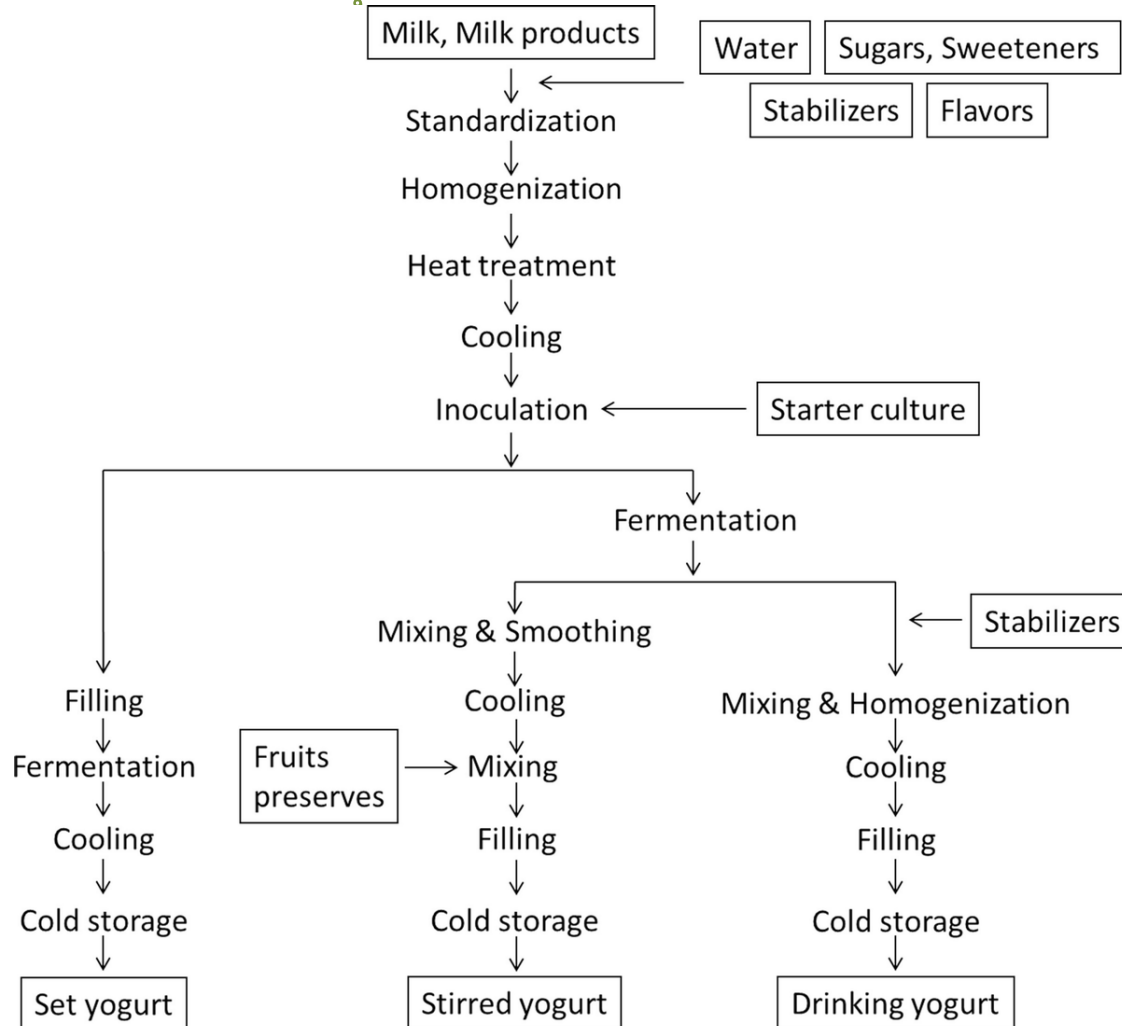 Milk, Milk products
Water
Sugars, Sweeteners
Stabilizers
Flavors
Standardization
Homogenization
Heat treatment
Cooling
Inoculation
Starter culture
Fermentation
Mixing & Smoothing
Stabilizers
Filling
Cooling
Mixing & Homogenization
Fermentation
Fruits
preserves
Mixing
Cooling
Cooling
Filling
Filling
Cold storage
Cold storage
Cold storage
Set yogurt
Stirred yogurt
Drinking yogurt